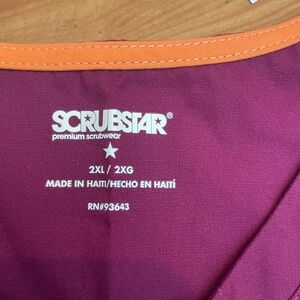 SCRUBSTAR®
premium scrubwear
2XL / 2XG
MADE IN HAITI/HECHO EN HAITÍ
RN#93643